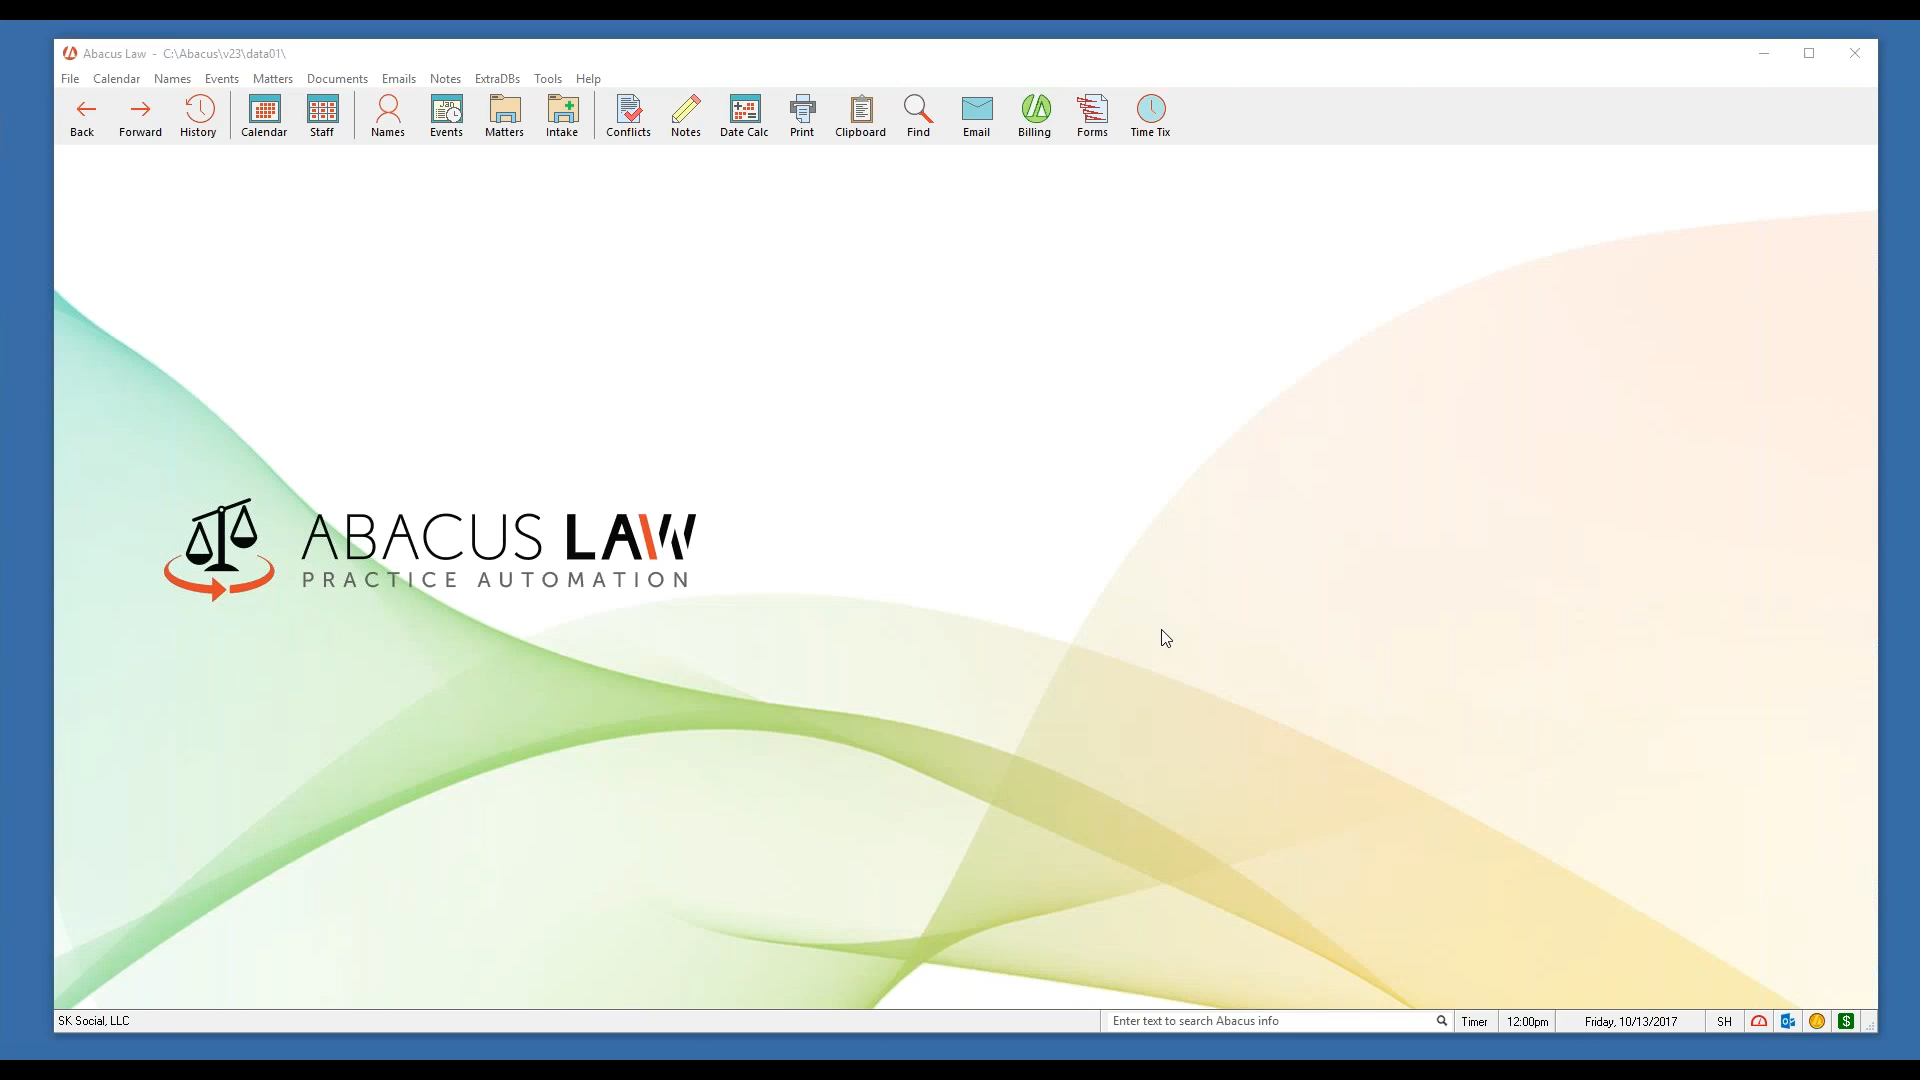 Abacus Law - C:\Abacus\v23\data01\
File Calendar Names Events Matters Documents Emails Notes ExtraDBs Tools Help
Jan
Back Forward History Calendar Staff Names Events Matters Intake Conflicts Notes Date Calc Print Clipboard Find Email Billing Forms Time Tix
ABACUS LAW
PRACTICE AUTOMATION
SK Social, LLC Enter text to search Abacus info Timer 12:00pm Friday, 10/13/2017 SH